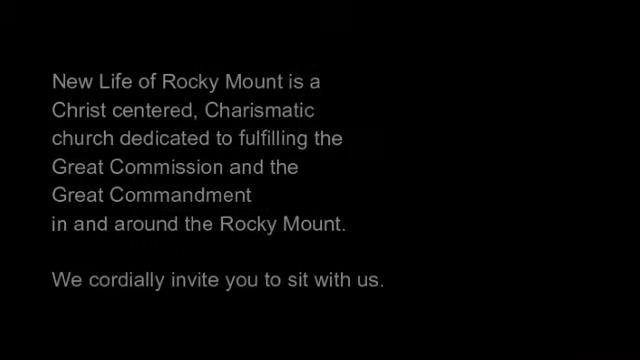 New Life of Rocky Mount is a
Christ centered, Charismatic
church dedicated to fulfilling the
Great Commission and the
Great Commandment
in and around the Rocky Mount.
We cordially invite you to sit with us.